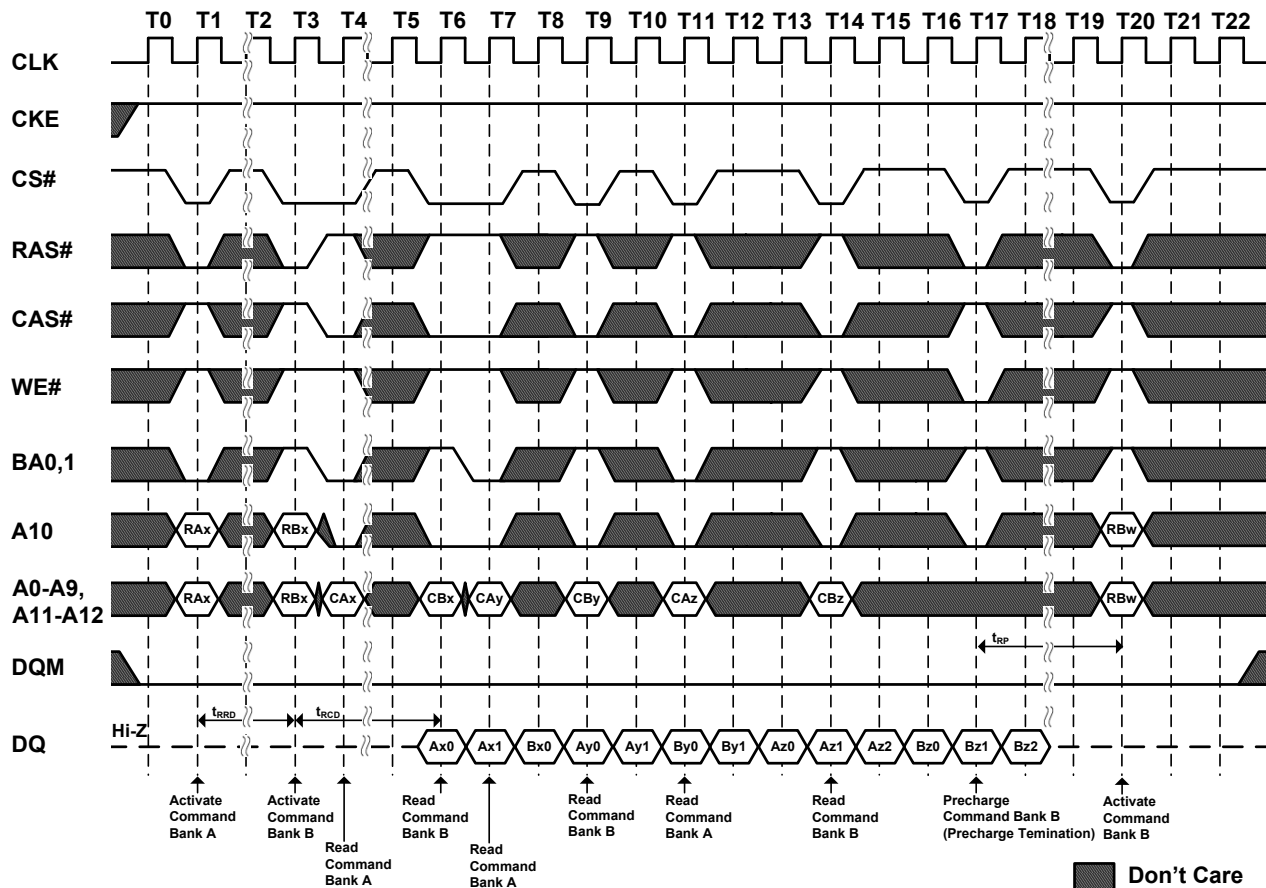 T0 T1 T2 T3 T4 T5 T6 T7 T8 T9 T10 T11 T12 T13 T14 T15 T16 T17 T18 T19 T20 T21 T22
CLK
CKE
CS#
RAS#
CAS#
WE#
BA0,1
A10 RAx RBx RBw
A0-A9,
A11-A12 RAx RBx CAx CBx CAy CBy CAz CBz RBw
tRP
DQM
tRRD tRCD
Hi-Z
DQ Ax0 Ax1 Bx0 Ay0 Ay1 By0 By1 Az0 Az1 Az2 Bz0 Bz1 Bz2
Activate
Command
Bank A
Activate
Command
Bank B
Read
Command
Bank A
Read
Command
Bank B
Read
Command
Bank A
Read
Command
Bank B
Read
Command
Bank A
Read
Command
Bank B
Precharge
Command Bank B
(Precharge Temination)
Activate
Command
Bank B
Don't Care